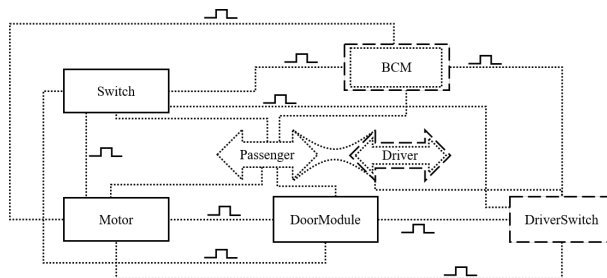 BCM
Switch
Passenger
Driver
Motor
DoorModule
DriverSwitch